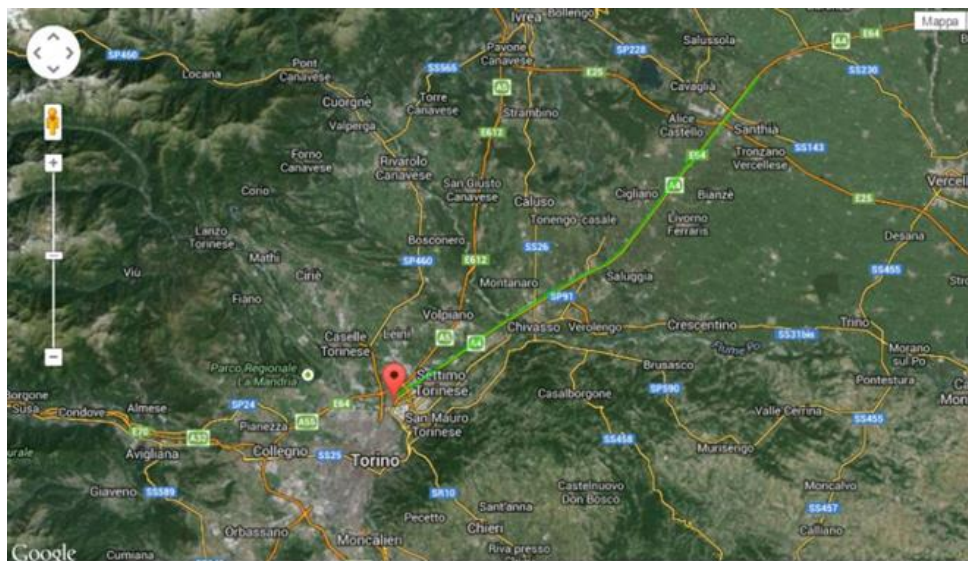 Ivrea
Bollengo
Mappa
A4
E64
SP460
Pavone
Canavese
SP228
Salussola
Pont
Canavese
Locana
SS565
E25
SS230
Cavaglià
A5
Torre
Canavese
Strambino
Cuorgnè
Valperga
Alice
Castello
Santhià
E612
SS143
Forno
Canavese
Rivarolo
Canavese
E64
Tronzano
Vercellese
San Giusto
Canavese
A4
Corio
Cigliano
Bianzè
Caluso
E25
Tonengo-casale
Livorno
Ferraris
Lanzo
Torinese
Bosconero
SS26
Desana
Mathi
SP460
E612
Viù
Ciriè
Saluggia
SS455
Montanaro
Fiano
SP91
Volpiano
Caselle
Torinese
Leini
A5
Chivasso
Verolengo
Crescentino
Trino
SS31bis
A4
Fiume Po
Morano
sul Po
Parco Regionale
La Mandria
Settimo
Torinese
Brusasco
Pontestura
Borgone
Susa
Condove
Almese
SP24
E64
Casalborgone
SP590
A55
San Mauro
Torinese
Valle Cerrina
SS455
E70
A32
Pianezza
Avigliana
Collegno
SS25
Torino
SS458
Murisengo
Giaveno
SS589
SR10
Castelnuovo
Don Bosco
Moncalvo
Sant'anna
SS457
Pecetto
Orbassano
Chieri
Calliano
Moncalieri
Google
Cumiana
Riva presso